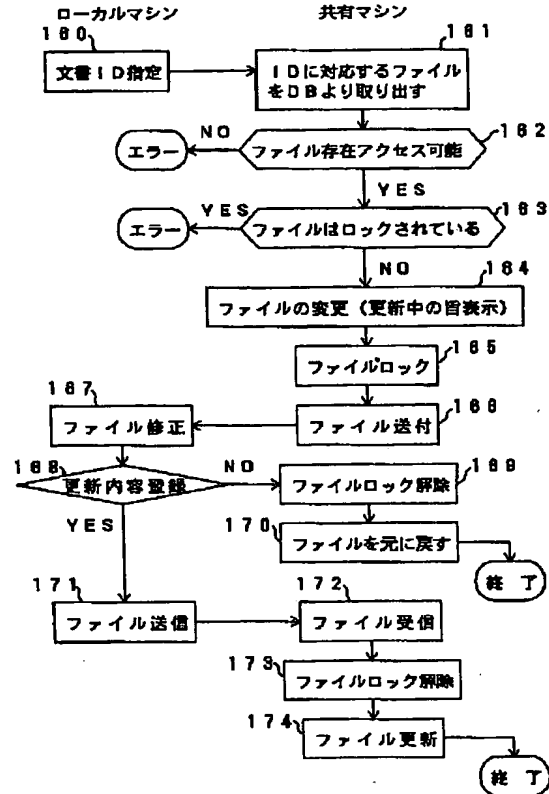 ローカルマシン
共有マシン
160
文書ID指定
161
IDに対応するファイル
をDBより取り出す
162
ファイル存在アクセス可能
NO
エラー
YES
163
ファイルはロックされている
YES
エラー
NO
164
ファイルの変更(更新中の旨表示)
165
ファイルロック
166
ファイル送付
167
ファイル修正
168
更新内容登録
NO
169
ファイルロック解除
170
ファイルを元に戻す
終了
YES
171
ファイル送信
172
ファイル受信
173
ファイルロック解除
174
ファイル更新
終了